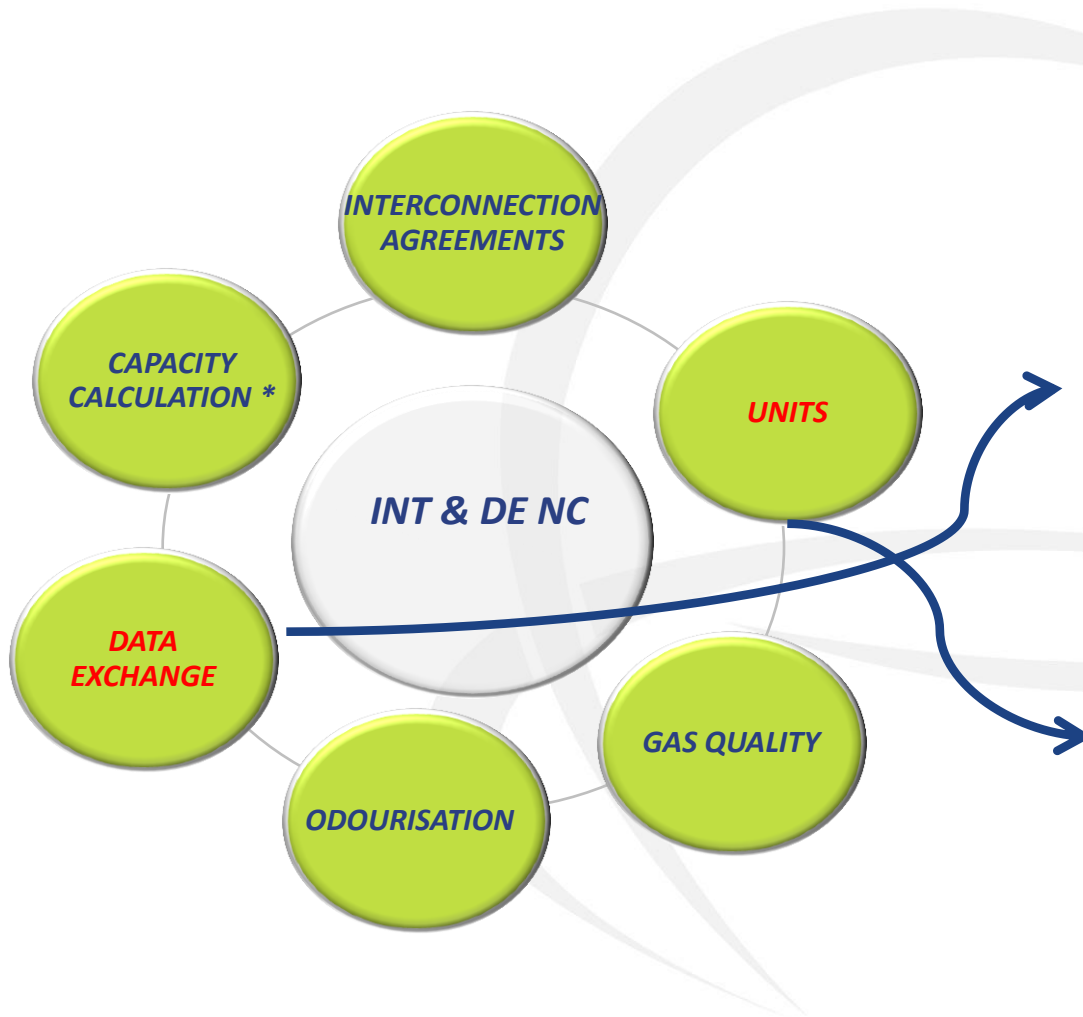 INTERCONNECTION
AGREEMENTS
CAPACITY
CALCULATION *
UNITS
INT & DE NC
DATA
EXCHANGE
GAS QUALITY
ODOURISATION